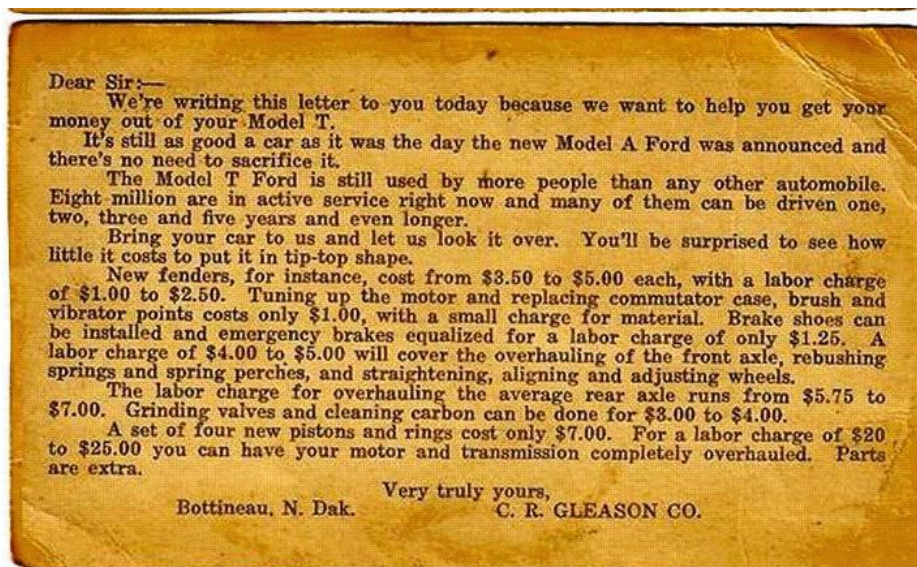 Dear Sir:—
We're writing this letter to you today because we want to help you get your
money out of your Model T.
It's still as good a car as it was the day the new Model A Ford was announced and
there's no need to sacrifice it.
The Model T Ford is still used by more people than any other automobile.
Eight million are in active service right now and many of them can be driven one,
two, three and five years and even longer.
Bring your car to us and let us look it over. You'll be surprised to see how
little it costs to put it in tip-top shape.
New fenders, for instance, cost from $3.50 to $5.00 each, with a labor charge
of $1.00 to $2.50. Tuning up the motor and replacing commutator case, brush and
vibrator points costs only $1.00, with a small charge for material. Brake shoes can
be installed and emergency brakes equalized for a labor charge of only $1.25. A
labor charge of $4.00 to $5.00 will cover the overhauling of the front axle, rebushing
springs and spring perches, and straightening, aligning and adjusting wheels.
The labor charge for overhauling the average rear axle runs from $5.75 to
$7.00. Grinding valves and cleaning carbon can be done for $3.00 to $4.00.
A set of four new pistons and rings cost only $7.00. For a labor charge of $20
to $25.00 you can have your motor and transmission completely overhauled. Parts
are extra.
Very truly yours,
Bottineau, N. Dak. C. R. GLEASON CO.